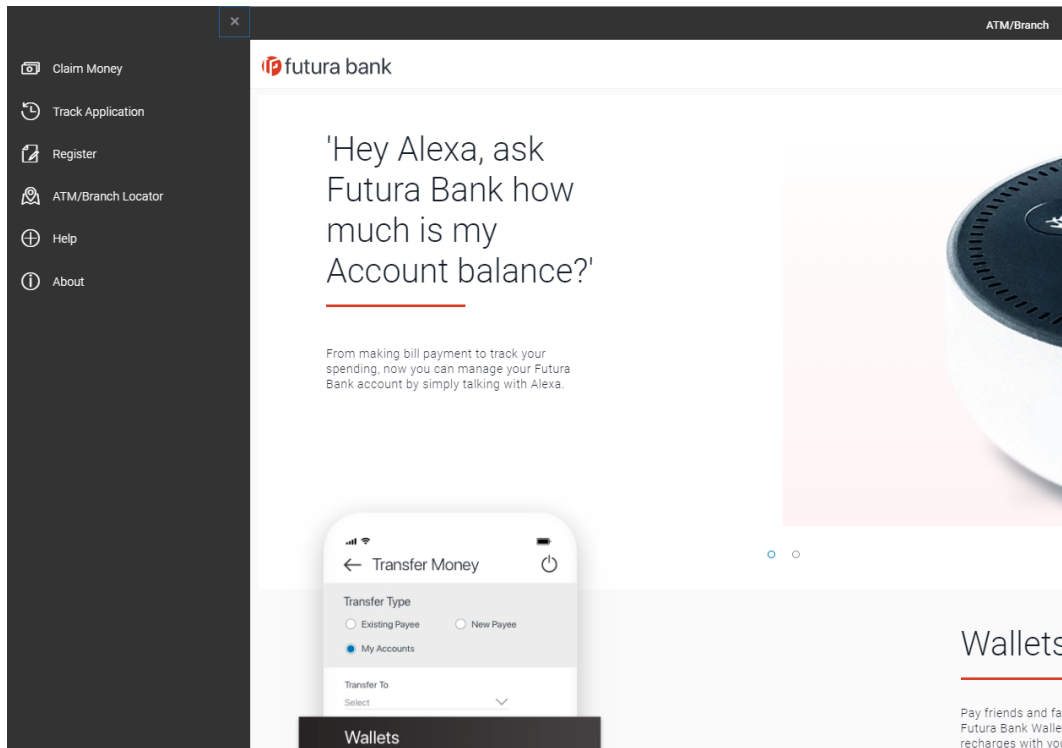 ×
ATM/Branch
Claim Money
Track Application
Register
ATM/Branch Locator
Help
About
futura bank
'Hey Alexa, ask
Futura Bank how
much is my
Account balance?'
From making bill payment to track your
spending, now you can manage your Futura
Bank account by simply talking with Alexa.
Transfer Money
Transfer Type
Existing Payee
New Payee
My Accounts
Transfer To
Select
Wallets
Wallets
Pay friends and fa
Futura Bank Walle
recharges with you